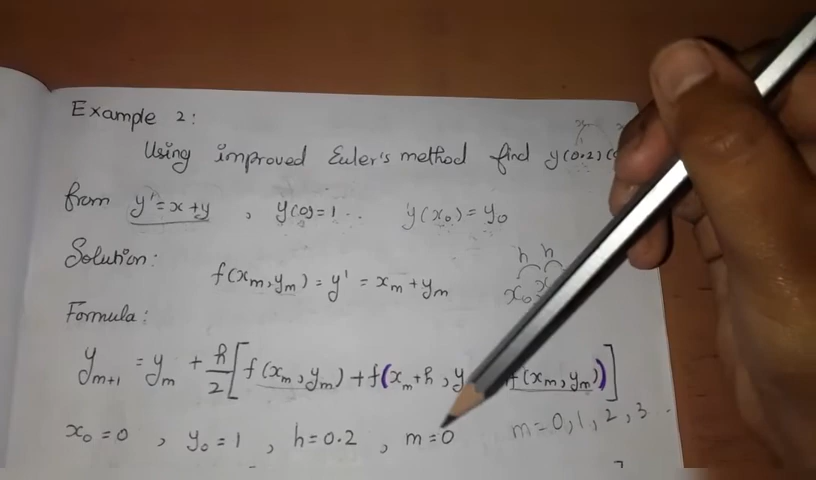 Example 2:
Using improved Euler's method find y(0.2)
from y' = x+y , y(0)=1 .. y(x₀) = y₀
Solution:
f(xₘ,yₘ) = y' = xₘ + yₘ
h h
x₀
Formula:
yₘ₊₁ = yₘ + h/2 [ f(xₘ,yₘ) + f(xₘ+h , y f(xₘ,yₘ)) ]
x₀ = 0 , y₀ = 1 , h = 0.2 , m = 0 m = 0, 1, 2, 3 .